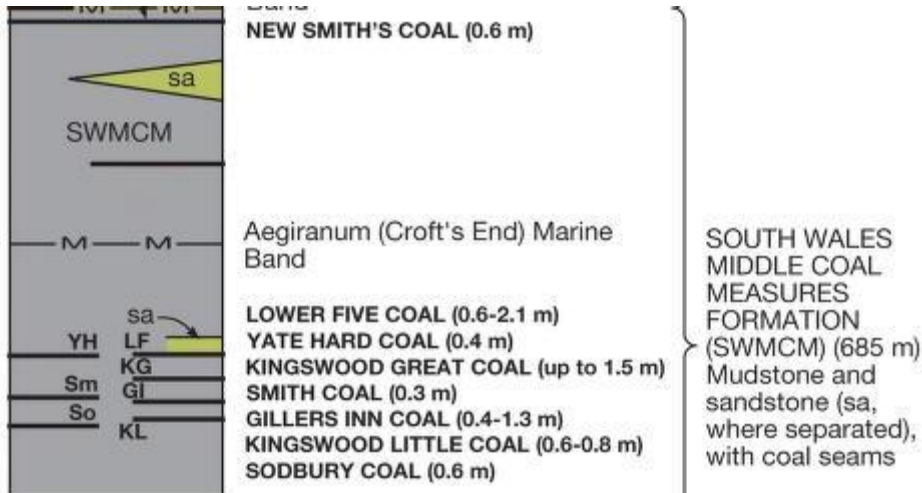 M M
Band
NEW SMITH'S COAL (0.6 m)
sa
SWMCM
M M
Aegiranum (Croft's End) Marine
Band
sa
YH LF
KG
Sm GI
So
KL
LOWER FIVE COAL (0.6-2.1 m)
YATE HARD COAL (0.4 m)
KINGSWOOD GREAT COAL (up to 1.5 m)
SMITH COAL (0.3 m)
GILLERS INN COAL (0.4-1.3 m)
KINGSWOOD LITTLE COAL (0.6-0.8 m)
SODBURY COAL (0.6 m)
SOUTH WALES
MIDDLE COAL
MEASURES
FORMATION
(SWMCM) (685 m)
Mudstone and
sandstone (sa,
where separated),
with coal seams